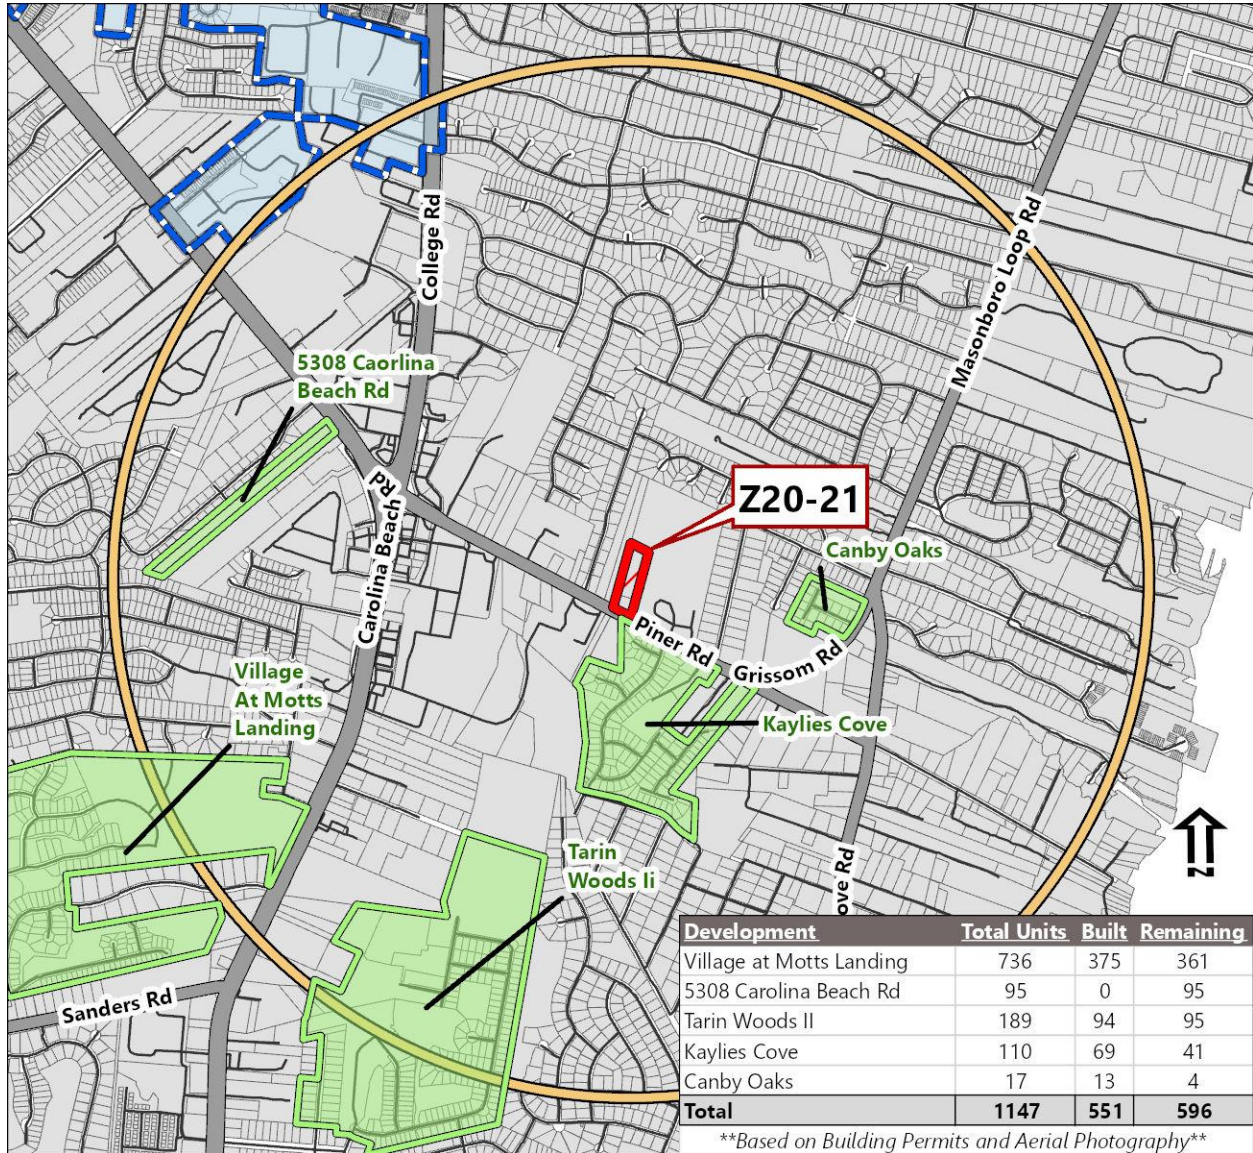 College Rd
Masonboro Loop Rd
5308 Caorlina
Beach Rd
Carolina Beach Rd
Z20-21
Canby Oaks
Piner Rd
Grissom Rd
Village
At Motts
Landing
Kaylies Cove
Tarin
Woods Ii
ove Rd
Sanders Rd
N
Development Total Units Built Remaining
Village at Motts Landing 736 375 361
5308 Carolina Beach Rd 95 0 95
Tarin Woods II 189 94 95
Kaylies Cove 110 69 41
Canby Oaks 17 13 4
Total 1147 551 596
**Based on Building Permits and Aerial Photography**